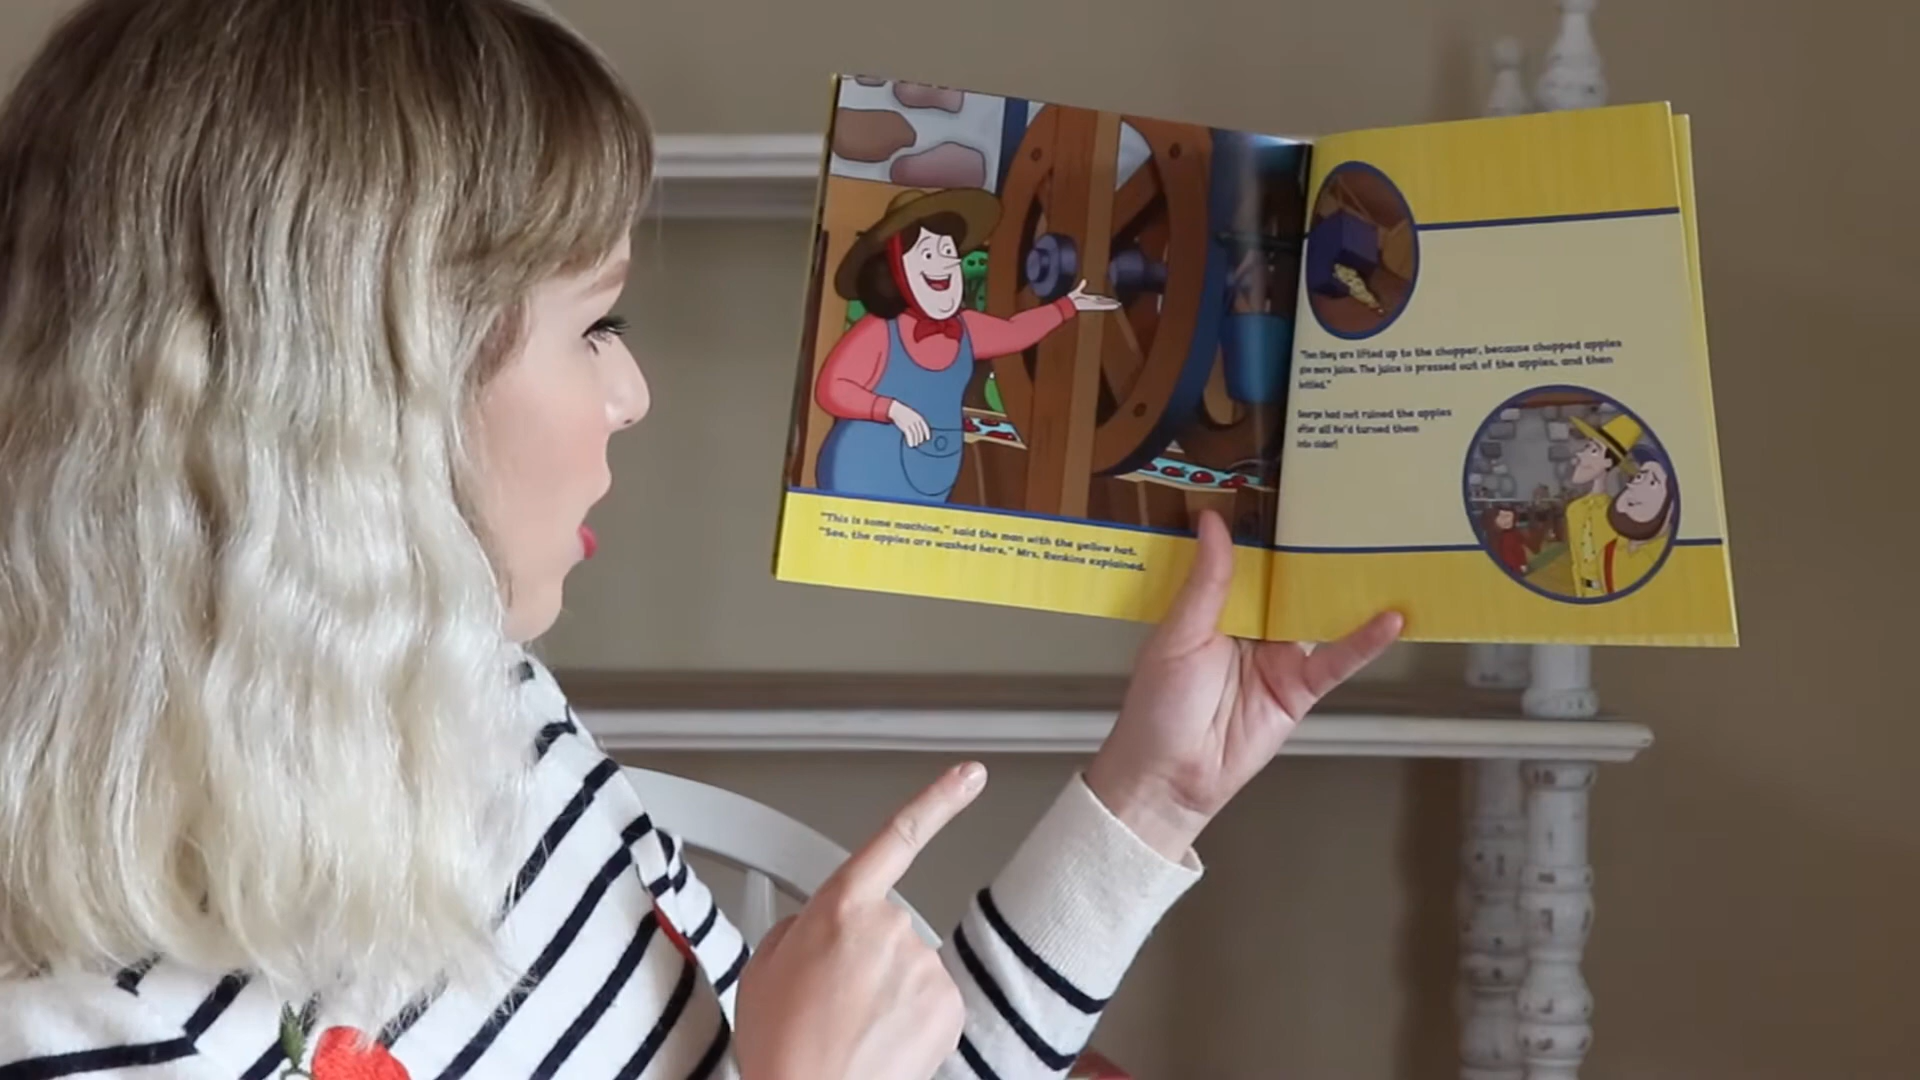 "This is some machine," said the man with the yellow hat.
"See, the apples are washed here," Mrs. Renkins explained.
"Then they are lifted up to the chopper, because chopped apples
give more juice. The juice is pressed out of the apples, and then
bottled."
George had not ruined the apples
after all He'd turned them
into cider!